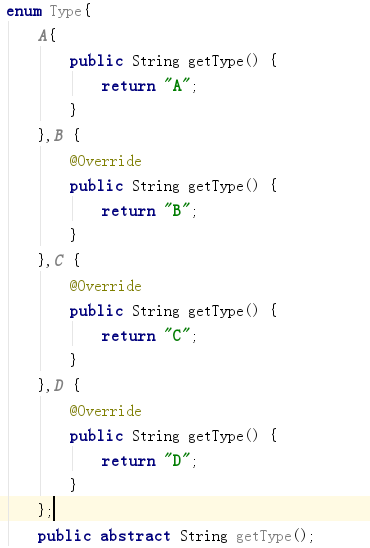 enum Type{
    A{
        public String getType() {
            return "A";
        }
    },B {
        @Override
        public String getType() {
            return "B";
        }
    },C {
        @Override
        public String getType() {
            return "C";
        }
    },D {
        @Override
        public String getType() {
            return "D";
        }
    };
    public abstract String getType();